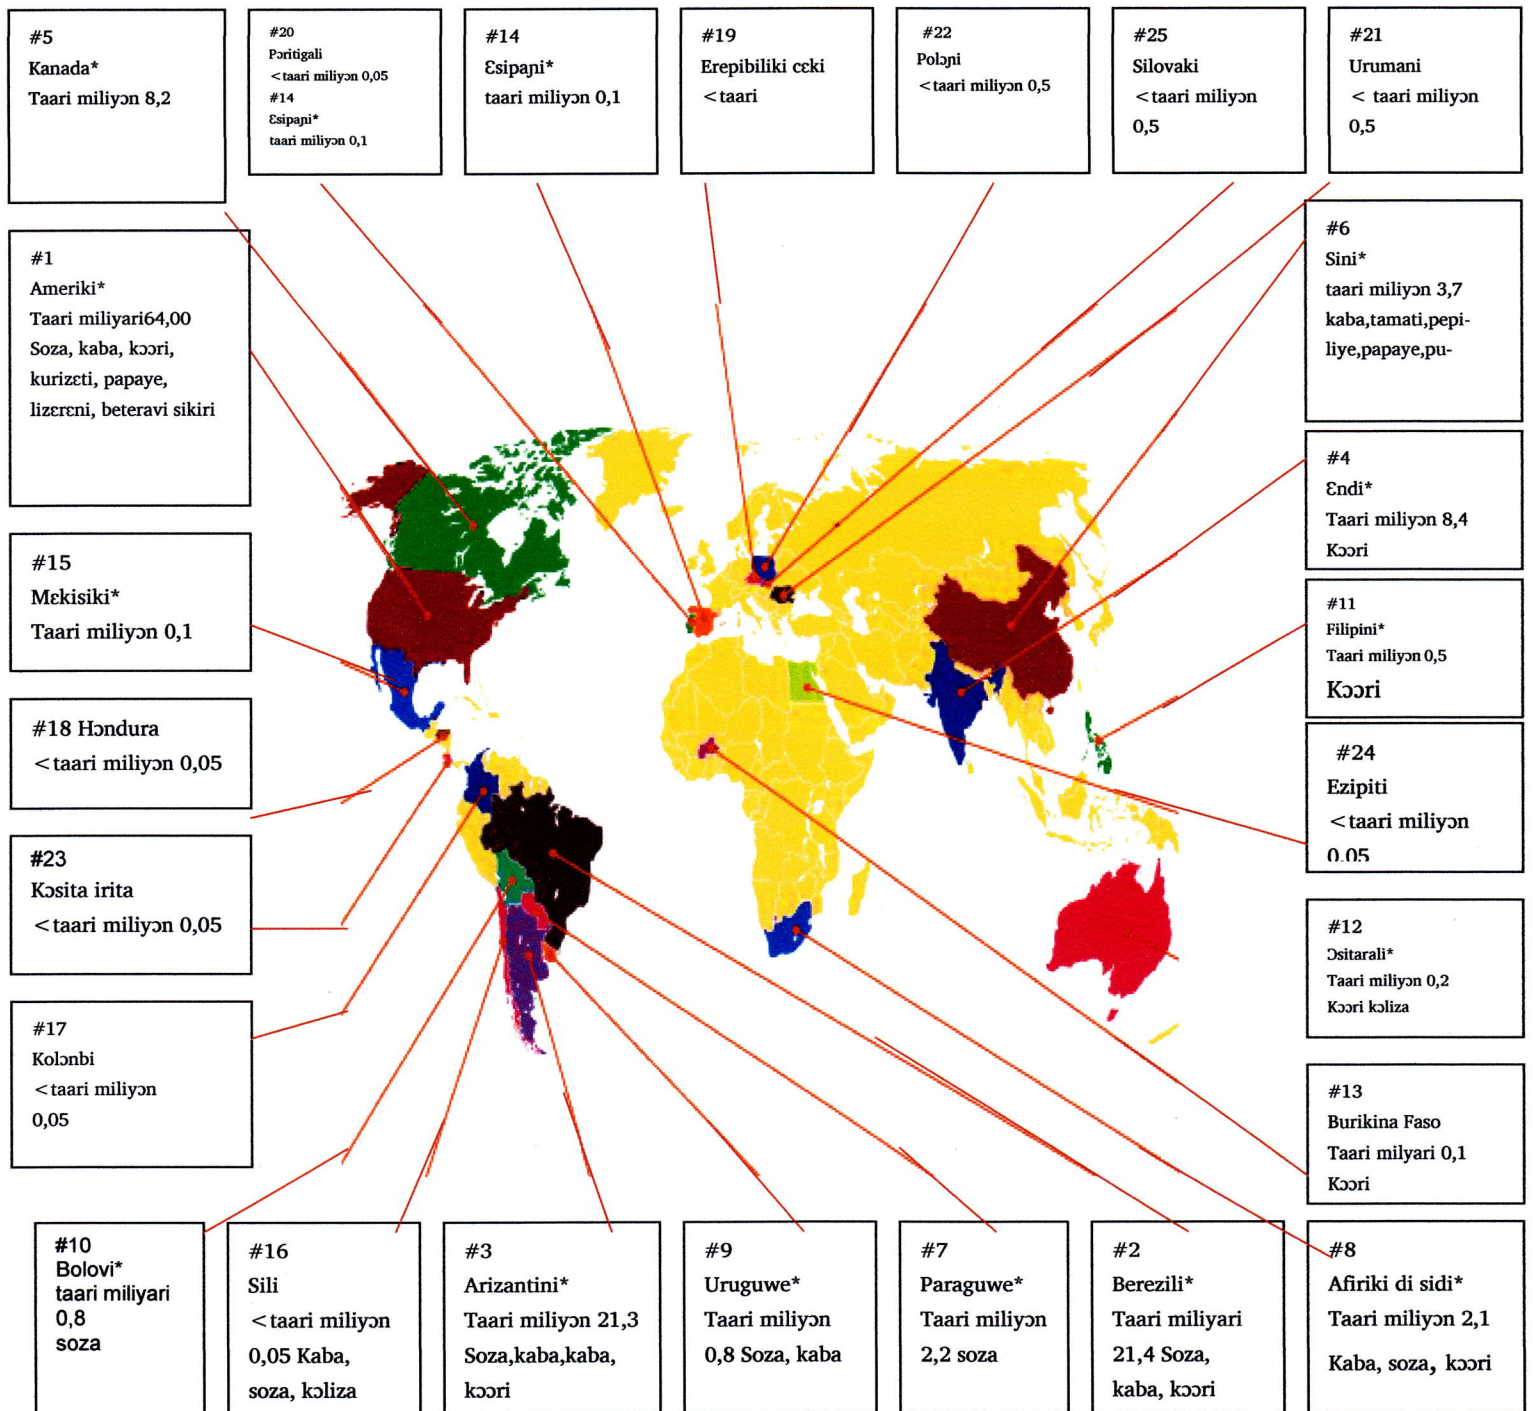 #5
Kanada*
Taari miliyɔn 8,2
#20
Pɔritigali
<taari miliyɔn 0,05
#14
Ɛsipaɲi*
taari miliyɔn 0,1
#14
Ɛsipaɲi*
taari miliyɔn 0,1
#19
Erepibiliki cɛki
<taari
#22
Polɔɲi
<taari miliyɔn 0,5
#25
Silovaki
<taari miliyɔn
0,5
#21
Urumani
< taari miliyɔn
0,5
#1
Ameriki*
Taari miliyari64,00
Soza, kaba, kɔɔri,
kurizɛti, papaye,
lizɛrɛni, beteravi sikiri
#6
Sini*
taari miliyɔn 3,7
kaba,tamati,pepi-
liye,papaye,pu-
#4
Ɛndi*
Taari miliyɔn 8,4
Kɔɔri
#15
Mɛkisiki*
Taari miliyɔn 0,1
#11
Filipini*
Taari miliyɔn 0,5
Kɔɔri
#18 Hɔndura
<taari miliyɔn 0,05
#24
Ezipiti
<taari miliyɔn
0.05
#23
Kɔsita irita
<taari miliyɔn 0,05
#12
Ɔsitarali*
Taari miliyɔn 0,2
Kɔɔri kɔliza
#17
Kolɔnbi
<taari miliyɔn
0,05
#13
Burikina Faso
Taari milyari 0,1
Kɔɔri
#10
Bolovi*
taari miliyari
0,8
soza
#16
Sili
<taari miliyɔn
0,05 Kaba,
soza, kɔliza
#3
Arizantini*
Taari miliyɔn 21,3
Soza,kaba,kaba,
kɔɔri
#9
Uruguwe*
Taari miliyɔn
0,8 Soza, kaba
#7
Paraguwe*
Taari miliyɔn
2,2 soza
#2
Berezili*
Taari miliyari
21,4 Soza,
kaba, kɔɔri
#8
Afiriki di sidi*
Taari miliyɔn 2,1
Kaba, soza, kɔɔri